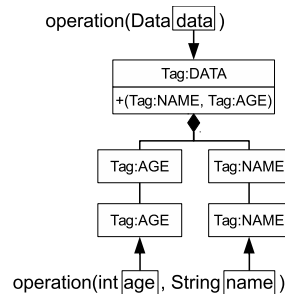 operation(Data data )
Tag:DATA
+(Tag:NAME, Tag:AGE)
Tag:AGE Tag:NAME
Tag:AGE Tag:NAME
operation(int age , String name )